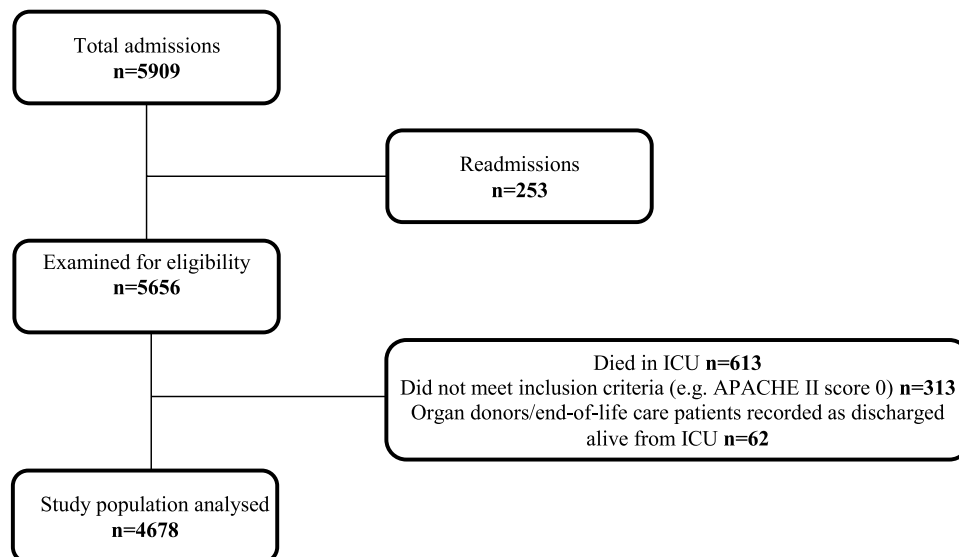 Total admissions
n=5909
Readmissions
n=253
Examined for eligibility
n=5656
Died in ICU n=613
Did not meet inclusion criteria (e.g. APACHE II score 0) n=313
Organ donors/end-of-life care patients recorded as discharged
alive from ICU n=62
Study population analysed
n=4678